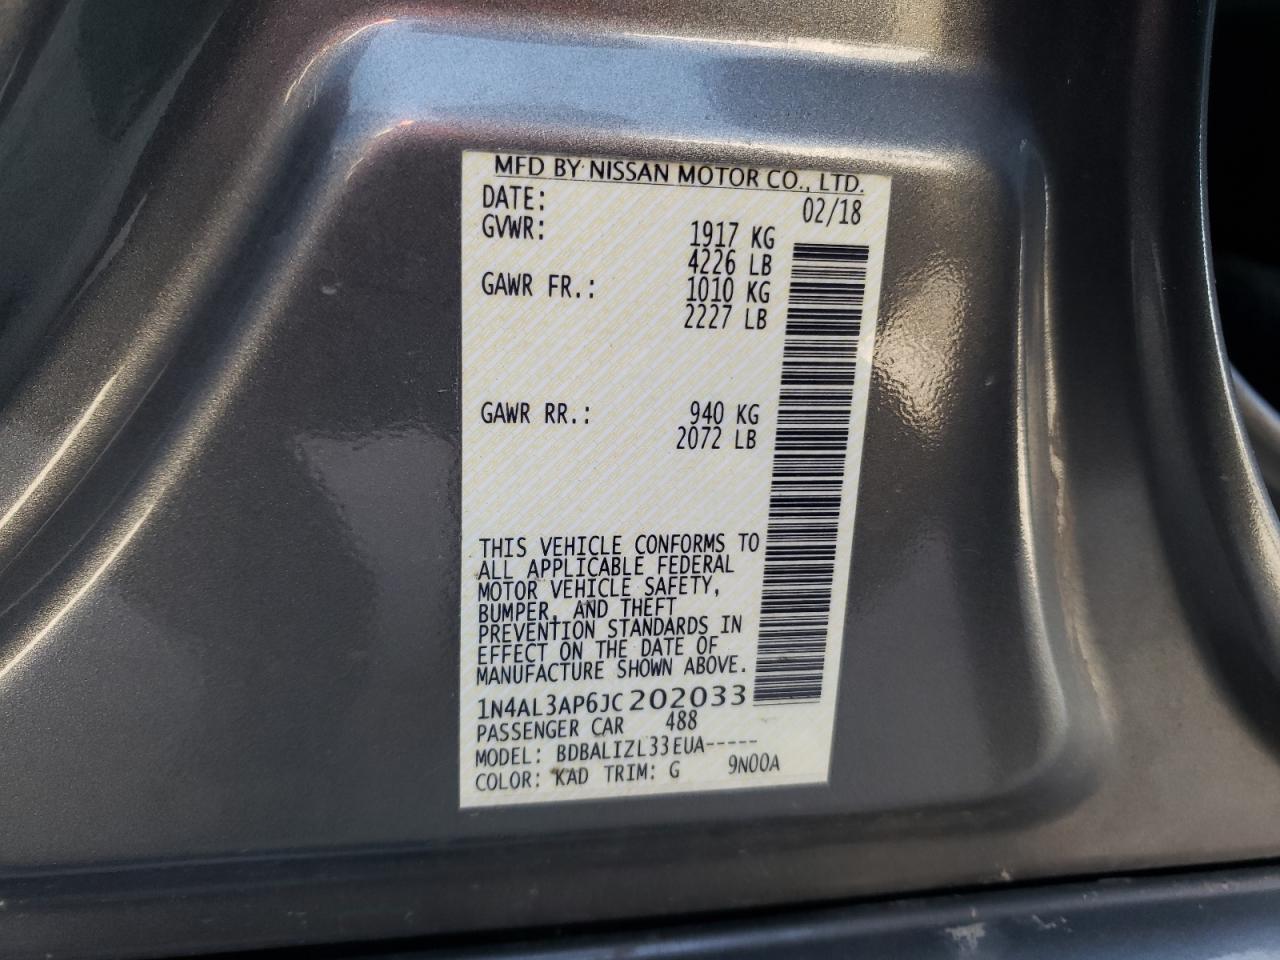 MFD BY NISSAN MOTOR CO., LTD.
DATE: 02/18
GVWR: 1917 KG
4226 LB
GAWR FR.: 1010 KG
2227 LB
GAWR RR.: 940 KG
2072 LB
THIS VEHICLE CONFORMS TO
ALL APPLICABLE FEDERAL
MOTOR VEHICLE SAFETY,
BUMPER, AND THEFT
PREVENTION STANDARDS IN
EFFECT ON THE DATE OF
MANUFACTURE SHOWN ABOVE.
1N4AL3AP6JC202033
PASSENGER CAR 488
MODEL: BDBALIZL33EUA-----
COLOR: KAD TRIM: G 9N00A